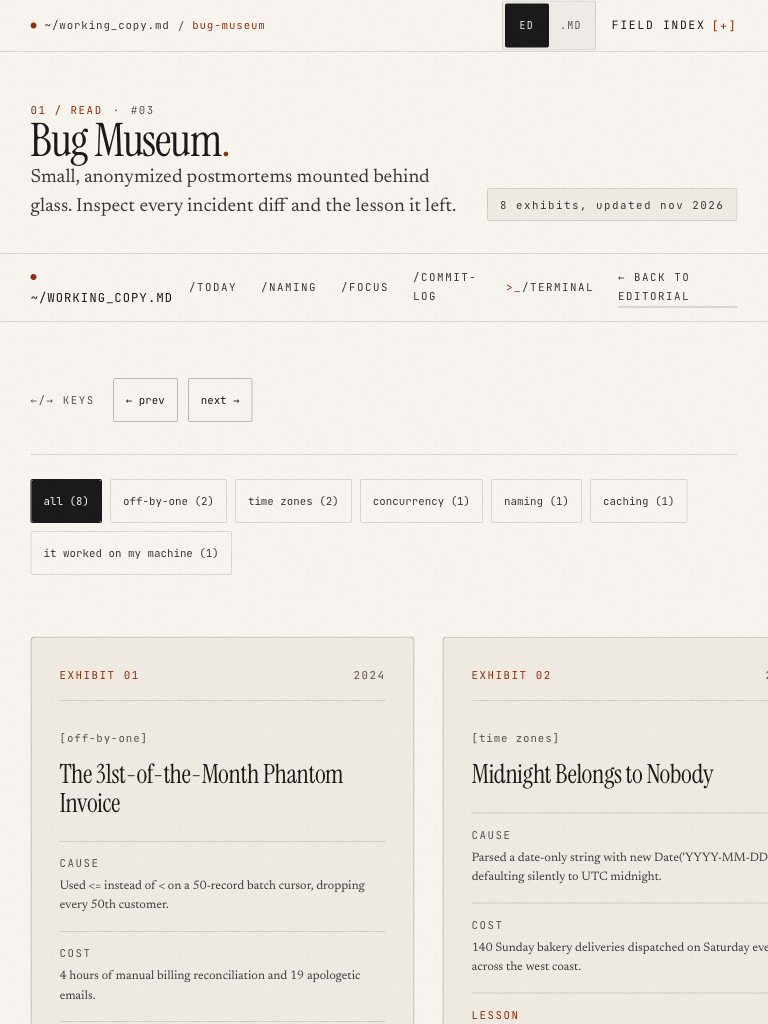 ~/working_copy.md / bug-museum
ED .MD FIELD INDEX [+]
01 / READ · #03
Bug Museum.
Small, anonymized postmortems mounted behind
glass. Inspect every incident diff and the lesson it left.
8 exhibits, updated nov 2026
~/WORKING_COPY.MD
/TODAY
/NAMING
/FOCUS
/COMMIT-
LOG
>_/TERMINAL
← BACK TO
EDITORIAL
←/→ KEYS
← prev
next →
all (8)
off-by-one (2)
time zones (2)
concurrency (1)
naming (1)
caching (1)
it worked on my machine (1)
EXHIBIT 01 2024
[off-by-one]
The 31st-of-the-Month Phantom
Invoice
CAUSE
Used <= instead of < on a 50-record batch cursor, dropping
every 50th customer.
COST
4 hours of manual billing reconciliation and 19 apologetic
emails.
EXHIBIT 02
[time zones]
Midnight Belongs to Nobody
CAUSE
Parsed a date-only string with new Date('YYYY-MM-DD
defaulting silently to UTC midnight.
COST
140 Sunday bakery deliveries dispatched on Saturday
across the west coast.
LESSON